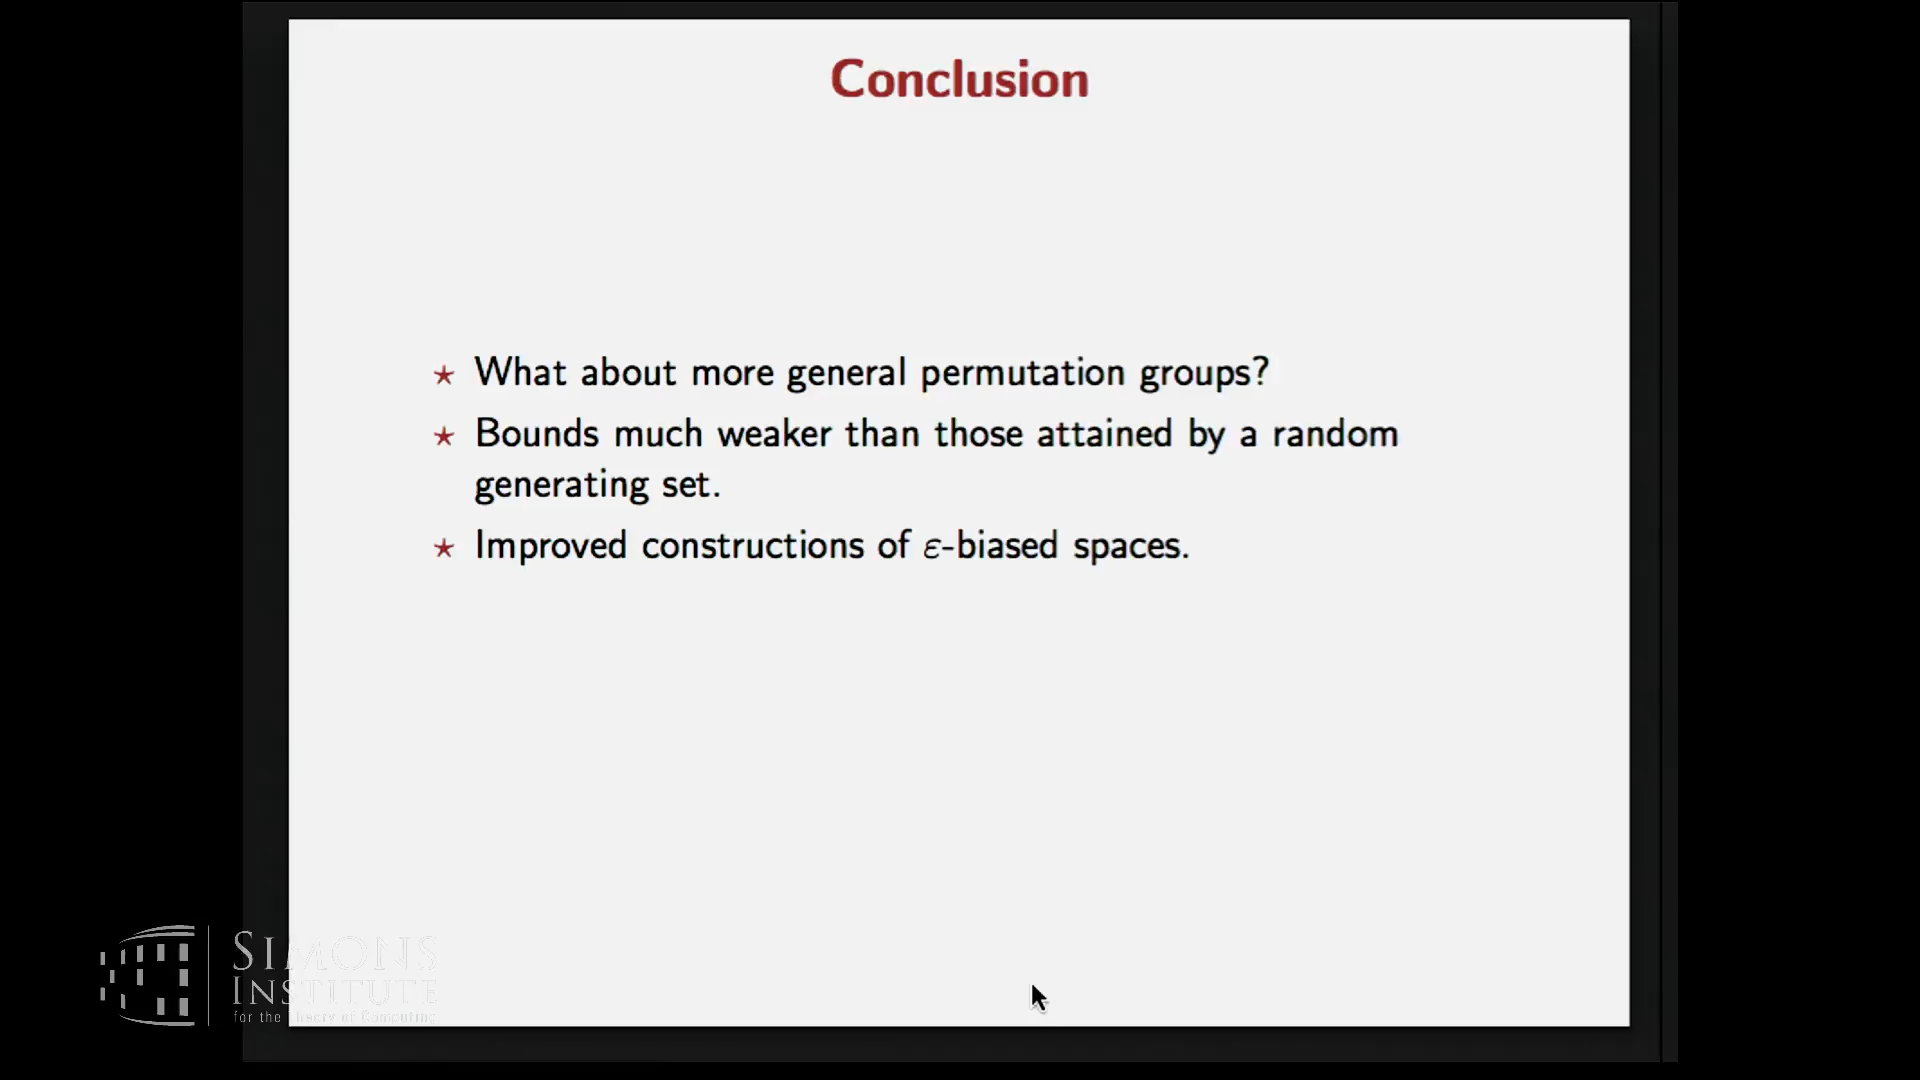 Conclusion
★ What about more general permutation groups?
★ Bounds much weaker than those attained by a random
generating set.
★ Improved constructions of ε-biased spaces.
SIMONS
INSTITUTE
for the Theory of Computing